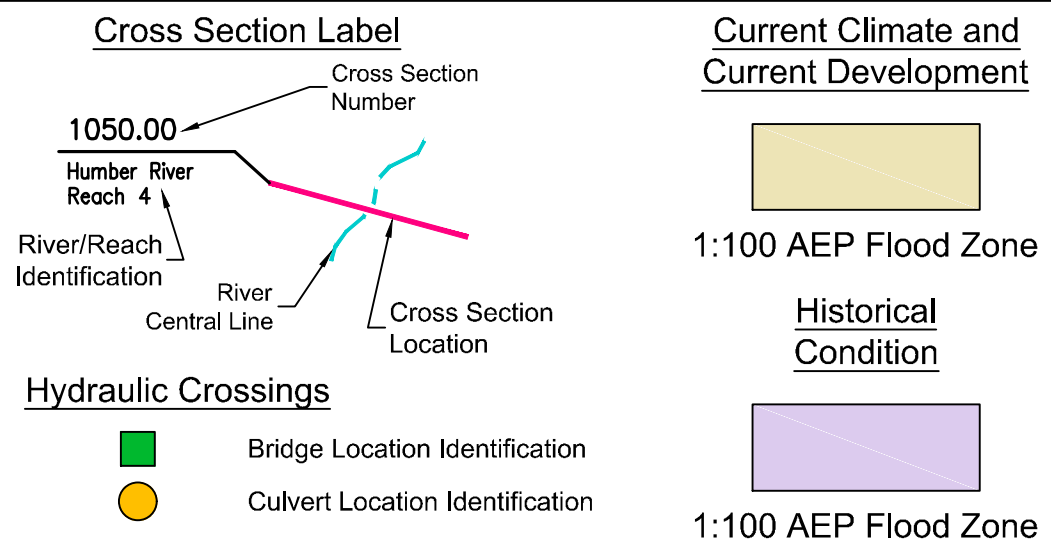 Cross Section Label
Cross Section
Number
1050.00
Humber River
Reach 4
River/Reach
Identification
River
Central Line
Cross Section
Location
Hydraulic Crossings
Bridge Location Identification
Culvert Location Identification
Current Climate and
Current Development
1:100 AEP Flood Zone
Historical
Condition
1:100 AEP Flood Zone